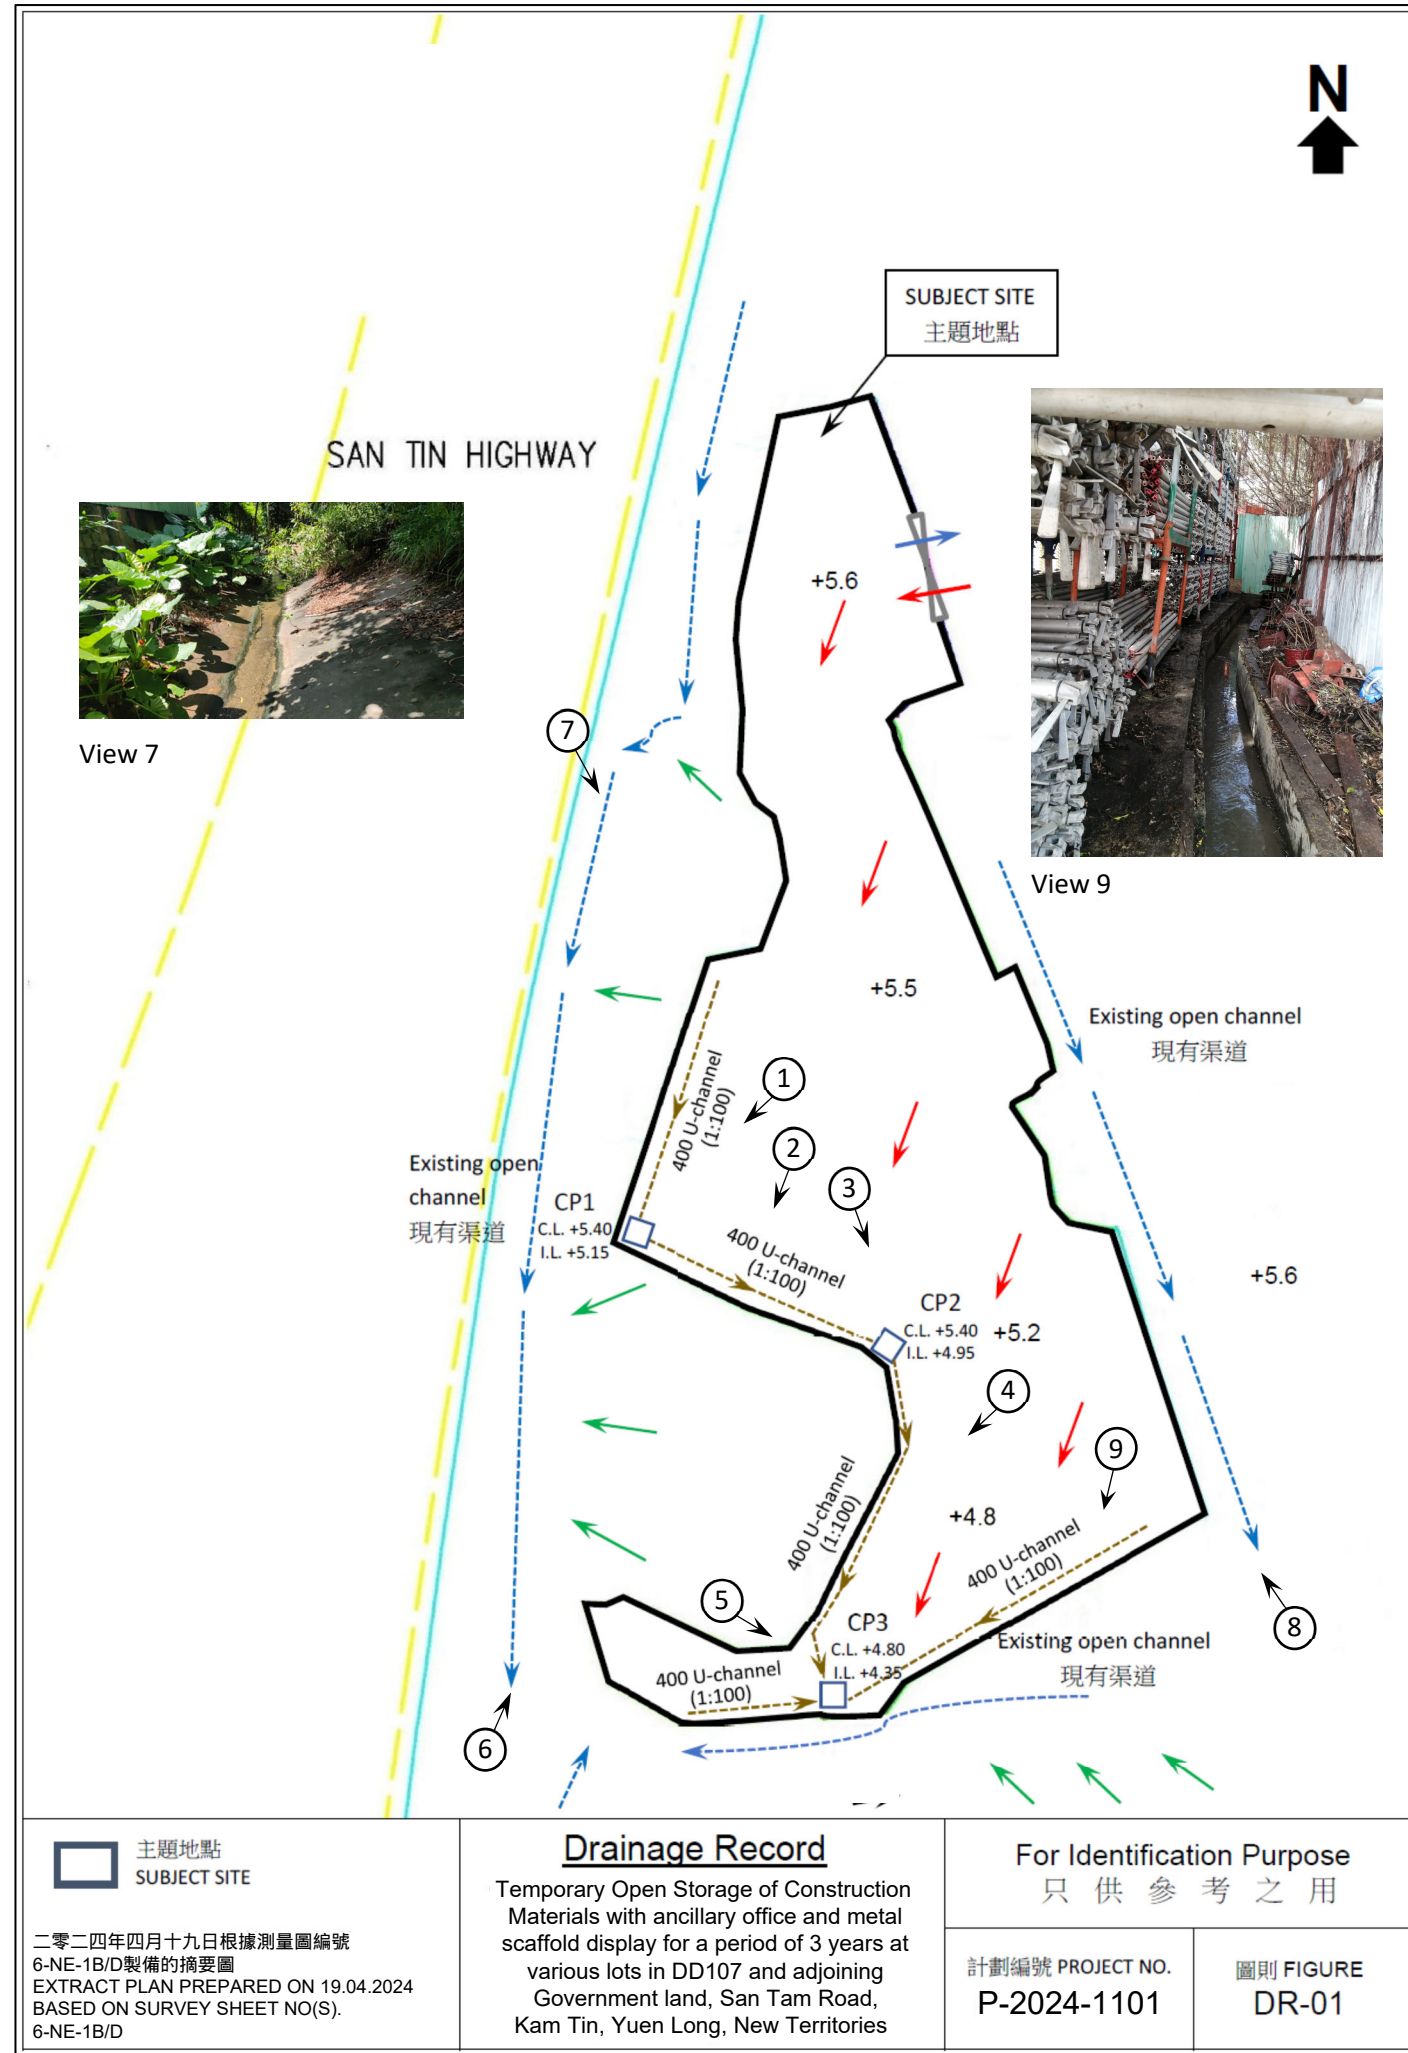 N
SUBJECT SITE
主題地點
SAN TIN HIGHWAY
+5.6
View 7
7
View 9
+5.5
Existing open channel
現有渠道
400 U-channel
(1:100)
1
2
3
Existing open
channel
現有渠道
CP1
C.L. +5.40
I.L. +5.15
400 U-channel
(1:100)
+5.6
CP2
C.L. +5.40
I.L. +4.95
+5.2
4
9
400 U-channel
(1:100)
+4.8
400 U-channel
(1:100)
5
CP3
C.L. +4.80
I.L. +4.35
8
Existing open channel
現有渠道
400 U-channel
(1:100)
6
主題地點
SUBJECT SITE
二零二四年四月十九日根據測量圖編號
6-NE-1B/D製備的摘要圖
EXTRACT PLAN PREPARED ON 19.04.2024
BASED ON SURVEY SHEET NO(S).
6-NE-1B/D
Drainage Record
Temporary Open Storage of Construction
Materials with ancillary office and metal
scaffold display for a period of 3 years at
various lots in DD107 and adjoining
Government land, San Tam Road,
Kam Tin, Yuen Long, New Territories
For Identification Purpose
只供參考之用
計劃編號 PROJECT NO.
P-2024-1101
圖則 FIGURE
DR-01